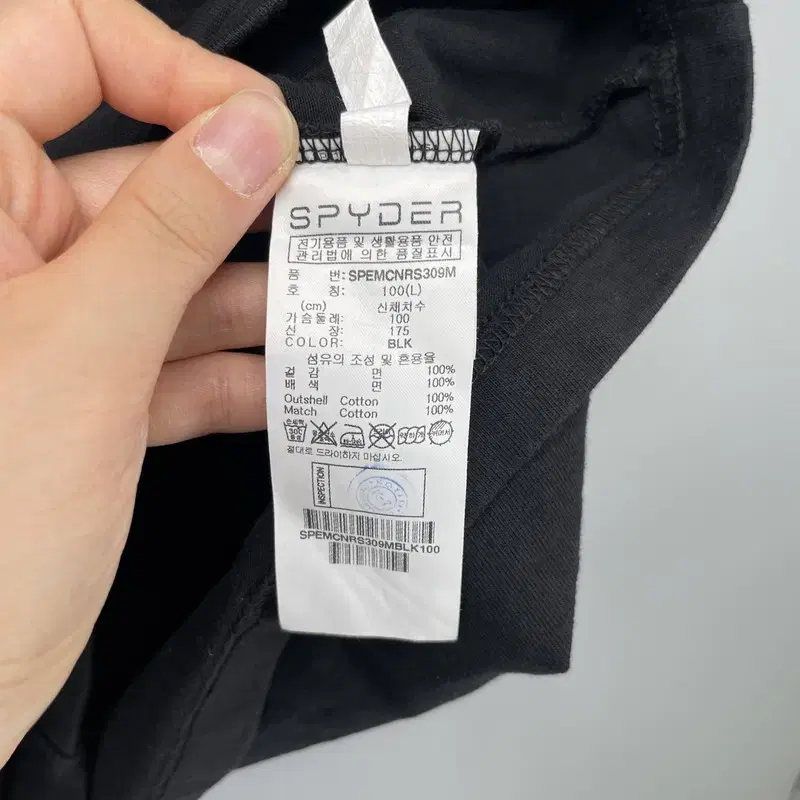 SPYDER
전기용품 및 생활용품 안전
관리법에 의한 품질표시
품 번: SPEMCNRS309M
호 칭: 100(L)
(cm) 신체치수
가슴둘레: 100
신 장: 175
COLOR: BLK
섬유의 조성 및 혼용율
겉 감 면 100%
배 색 면 100%
Outshell Cotton 100%
Match Cotton 100%
절대로 드라이하지 마십시오.
INSPECTION
SPEMCNRS309MBLK100